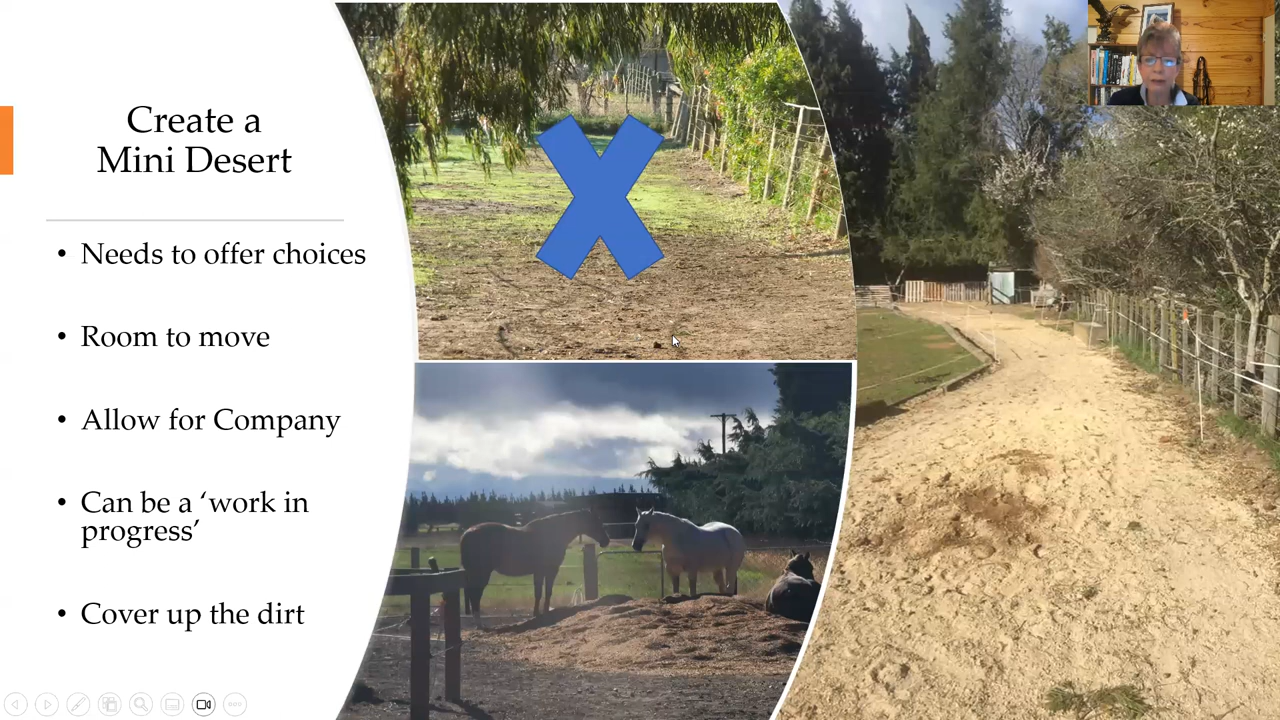 Create a
Mini Desert
• Needs to offer choices
• Room to move
• Allow for Company
• Can be a ‘work in
progress’
• Cover up the dirt